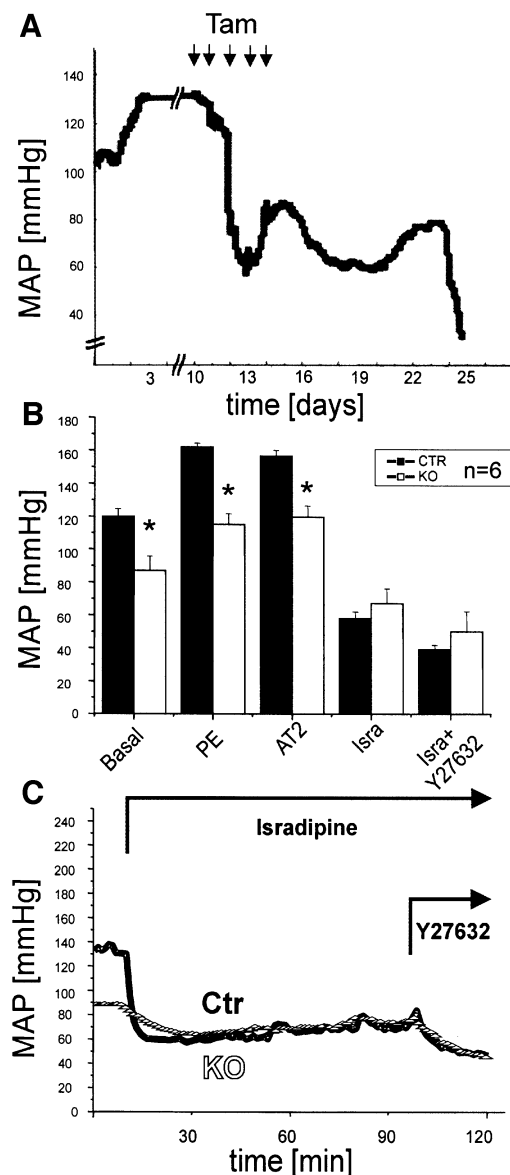 A
Tam
MAP [mmHg]
140
120
100
80
60
40
3 10 13 16 19 22 25
time [days]
B
MAP [mmHg]
180
160
140
120
100
80
60
40
20
0
* * *
CTR
KO
n=6
Basal PE AT2 Isra Isra+
Y27632
C
MAP [mmHg]
240
220
200
180
160
140
120
100
80
60
40
20
0
Isradipine
Y27632
Ctr
KO
30 60 90 120
time [min]